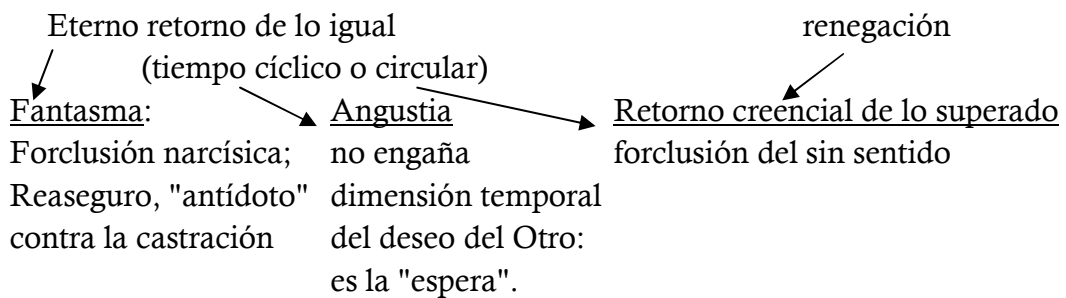 Eterno retorno de lo igual renegación
(tiempo cíclico o circular)
Fantasma: Angustia Retorno creencial de lo superado
Forclusión narcísica; no engaña forclusión del sin sentido
Reaseguro, "antídoto" dimensión temporal
contra la castración del deseo del Otro:
es la "espera".